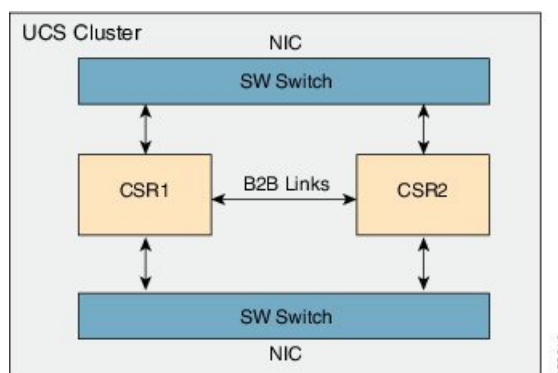 UCS Cluster
NIC
SW Switch
CSR1
B2B Links
CSR2
SW Switch
NIC